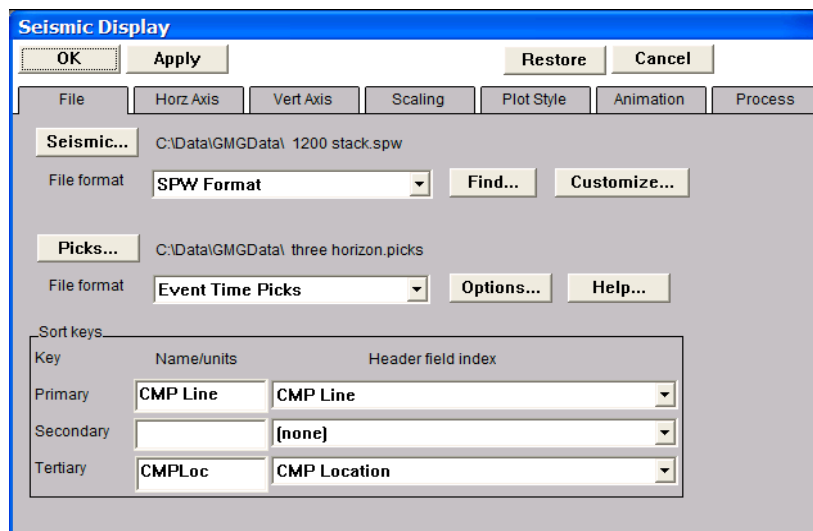 Seismic Display
OK Apply Restore Cancel
File Horz Axis Vert Axis Scaling Plot Style Animation Process
Seismic... C:\Data\GMGData\ 1200 stack.spw
File format SPW Format Find... Customize...
Picks... C:\Data\GMGData\ three horizon.picks
File format Event Time Picks Options... Help...
Sort keys
Key Name/units Header field index
Primary CMP Line CMP Line
Secondary (none)
Tertiary CMPLoc CMP Location